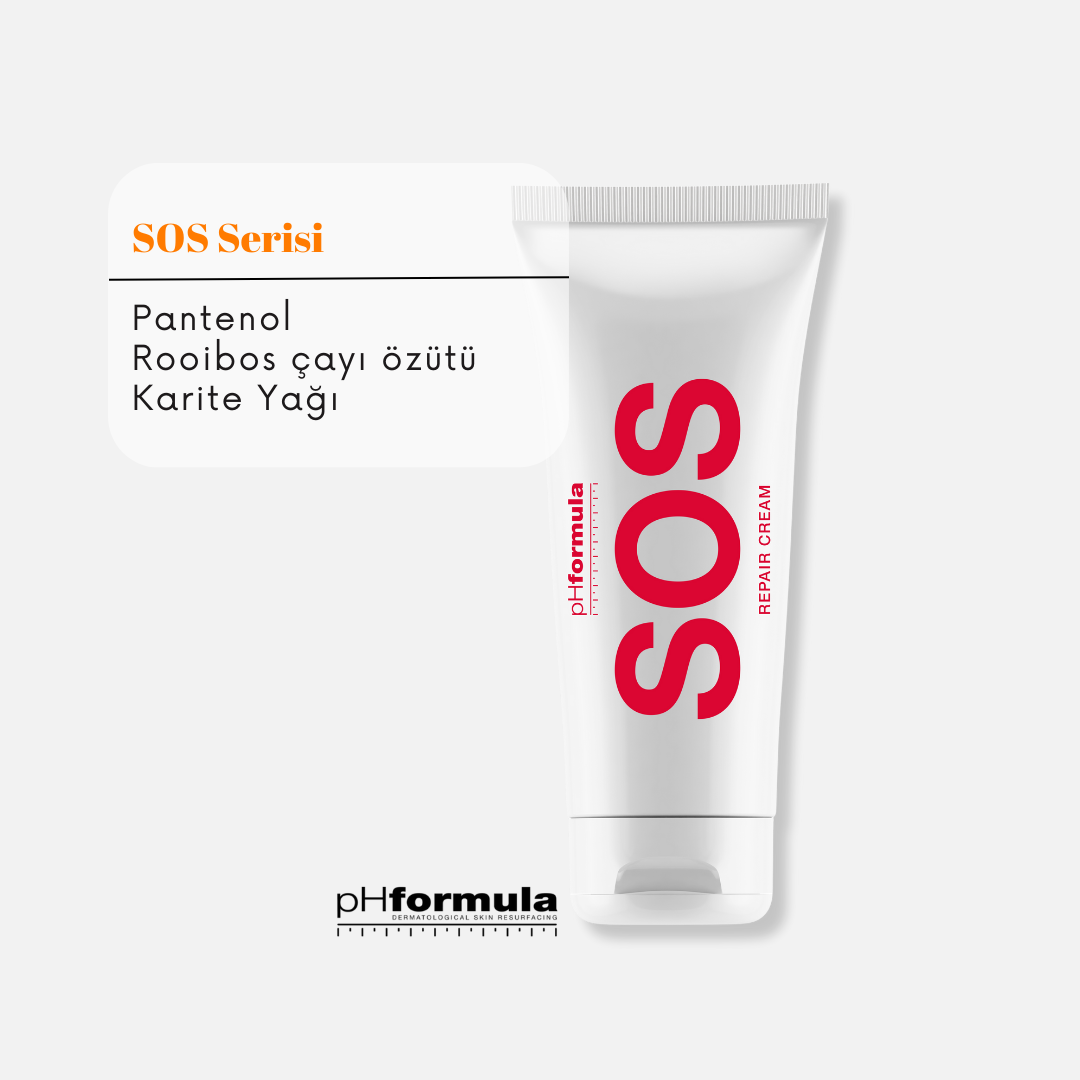 SOS Serisi
Pantenol
Rooibos çayı özütü
Karite Yağı
pHformula
SOS
REPAIR CREAM
pHformula
DERMATOLOGICAL SKIN RESURFACING